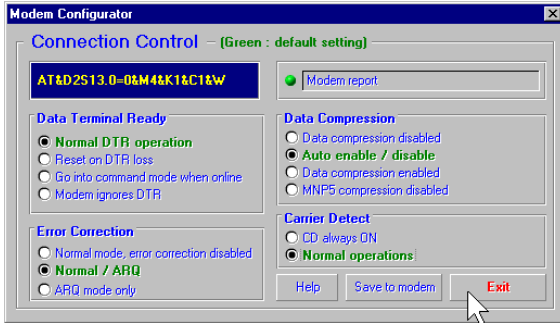 Modem Configurator
Connection Control – (Green : default setting)
AT&D2S13.0=0&M4&K1&C1&W
Modem report
Data Terminal Ready
Normal DTR operation
Reset on DTR loss
Go into command mode when online
Modem ignores DTR
Data Compression
Data compression disabled
Auto enable / disable
Data compression enabled
MNP5 compression disabled
Error Correction
Normal mode, error correction disabled
Normal / ARQ
ARQ mode only
Carrier Detect
CD always ON
Normal operations
Help
Save to modem
Exit